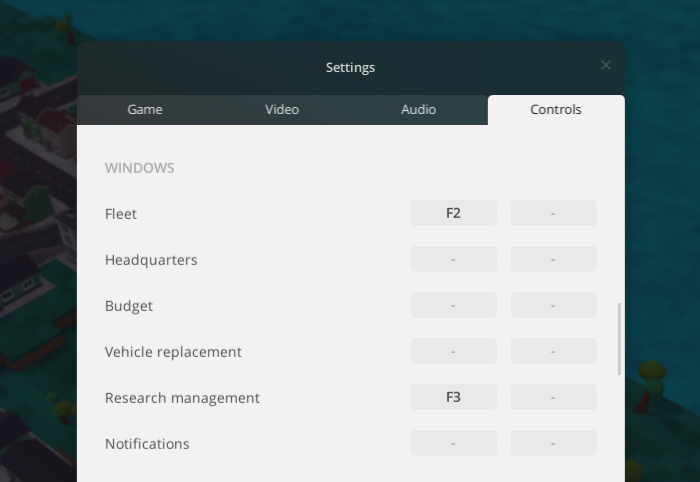 Settings ×
Game Video Audio Controls
WINDOWS
Fleet F2 -
Headquarters - -
Budget - -
Vehicle replacement - -
Research management F3 -
Notifications - -